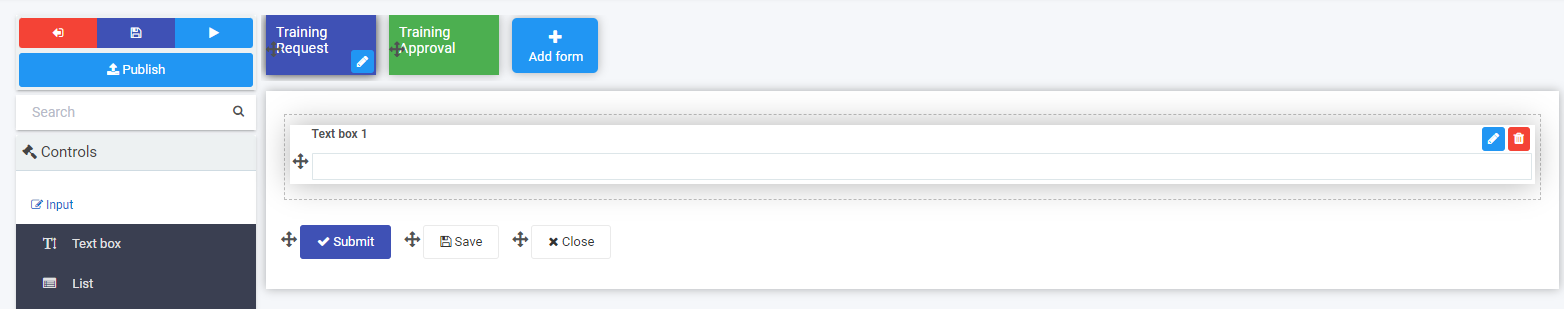 Training
Request
Training
Approval
Add form
Publish
Search
Controls
Input
Text box
List
Text box 1
Submit
Save
Close